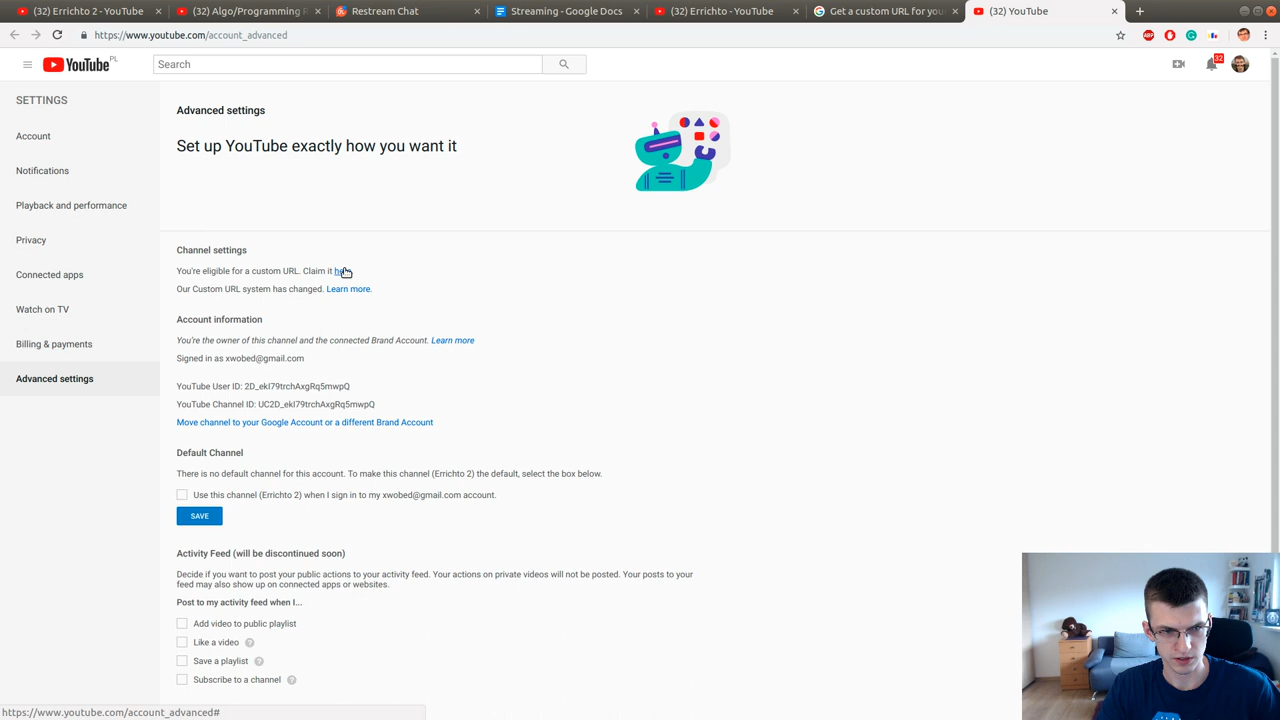 (32) Errichto 2 - YouTube
(32) Algo/Programming
Restream Chat
Streaming - Google Docs
(32) Errichto - YouTube
Get a custom URL for you
(32) YouTube
https://www.youtube.com/account_advanced
YouTube PL
Search
32
SETTINGS
Account
Notifications
Playback and performance
Privacy
Connected apps
Watch on TV
Billing & payments
Advanced settings
Advanced settings
Set up YouTube exactly how you want it
Channel settings
You're eligible for a custom URL. Claim it
Our Custom URL system has changed. Learn more.
Account information
You're the owner of this channel and the connected Brand Account. Learn more
Signed in as xwobed@gmail.com
YouTube User ID: 2D_ekI79trchAxgRq5mwpQ
YouTube Channel ID: UC2D_ekI79trchAxgRq5mwpQ
Move channel to your Google Account or a different Brand Account
Default Channel
There is no default channel for this account. To make this channel (Errichto 2) the default, select the box below.
Use this channel (Errichto 2) when I sign in to my xwobed@gmail.com account.
SAVE
Activity Feed (will be discontinued soon)
Decide if you want to post your public actions to your activity feed. Your actions on private videos will not be posted. Your posts to your
feed may also show up on connected apps or websites.
Post to my activity feed when I...
Add video to public playlist
Like a video ?
Save a playlist ?
Subscribe to a channel ?
https://www.youtube.com/account_advanced#